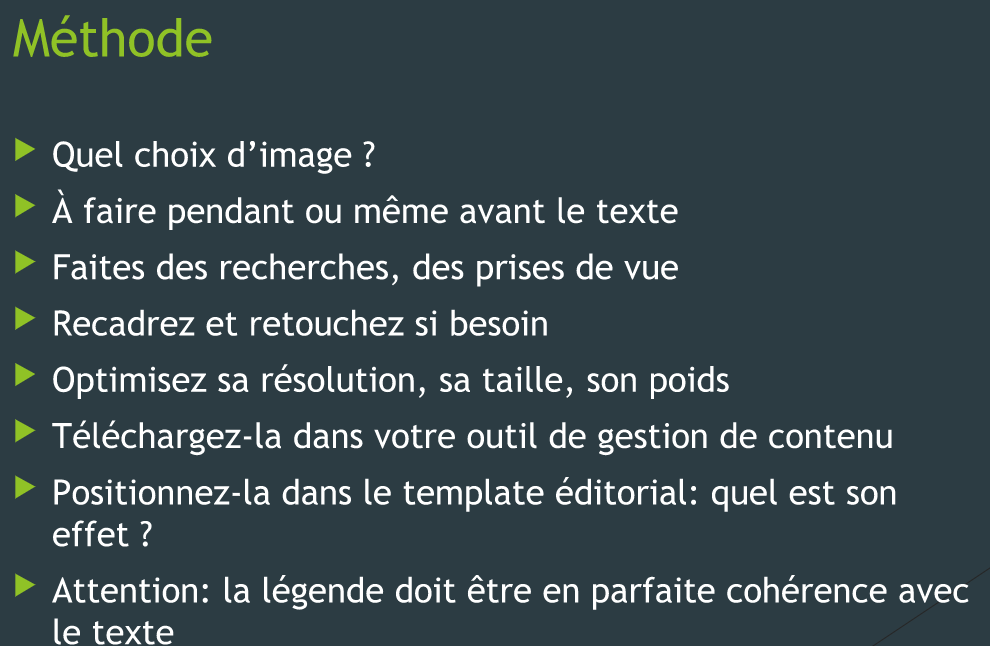 Méthode
Quel choix d’image ?
À faire pendant ou même avant le texte
Faites des recherches, des prises de vue
Recadrez et retouchez si besoin
Optimisez sa résolution, sa taille, son poids
Téléchargez-la dans votre outil de gestion de contenu
Positionnez-la dans le template éditorial: quel est son
effet ?
Attention: la légende doit être en parfaite cohérence avec
le texte